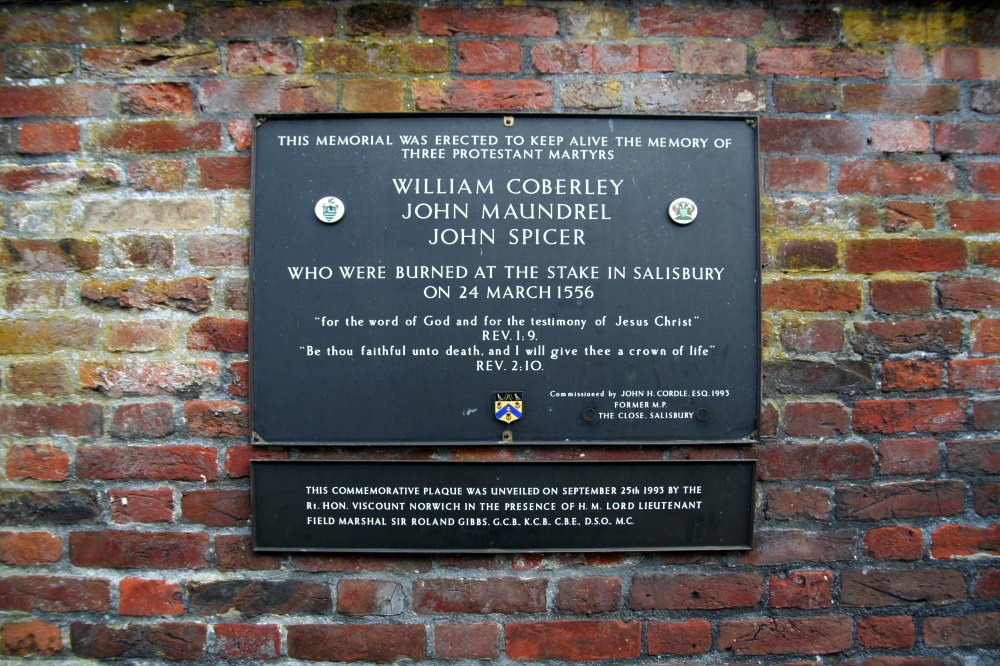 THIS MEMORIAL WAS ERECTED TO KEEP ALIVE THE MEMORY OF
THREE PROTESTANT MARTYRS
WILLIAM COBERLEY
JOHN MAUNDREL
JOHN SPICER
WHO WERE BURNED AT THE STAKE IN SALISBURY
ON 24 MARCH 1556
"for the word of God and for the testimony of Jesus Christ"
REV. 1: 9.
"Be thou faithful unto death, and I will give thee a crown of life"
REV. 2: 10.
Commissioned by JOHN H. CORDLE. ESQ. 1993
FORMER M.P.
THE CLOSE, SALISBURY
THIS COMMEMORATIVE PLAQUE WAS UNVEILED ON SEPTEMBER 25th 1993 BY THE
Rt. HON. VISCOUNT NORWICH IN THE PRESENCE OF H. M. LORD LIEUTENANT
FIELD MARSHAL SIR ROLAND GIBBS, G.C.B., K.C.B., C.B.E., D.S.O., M.C.